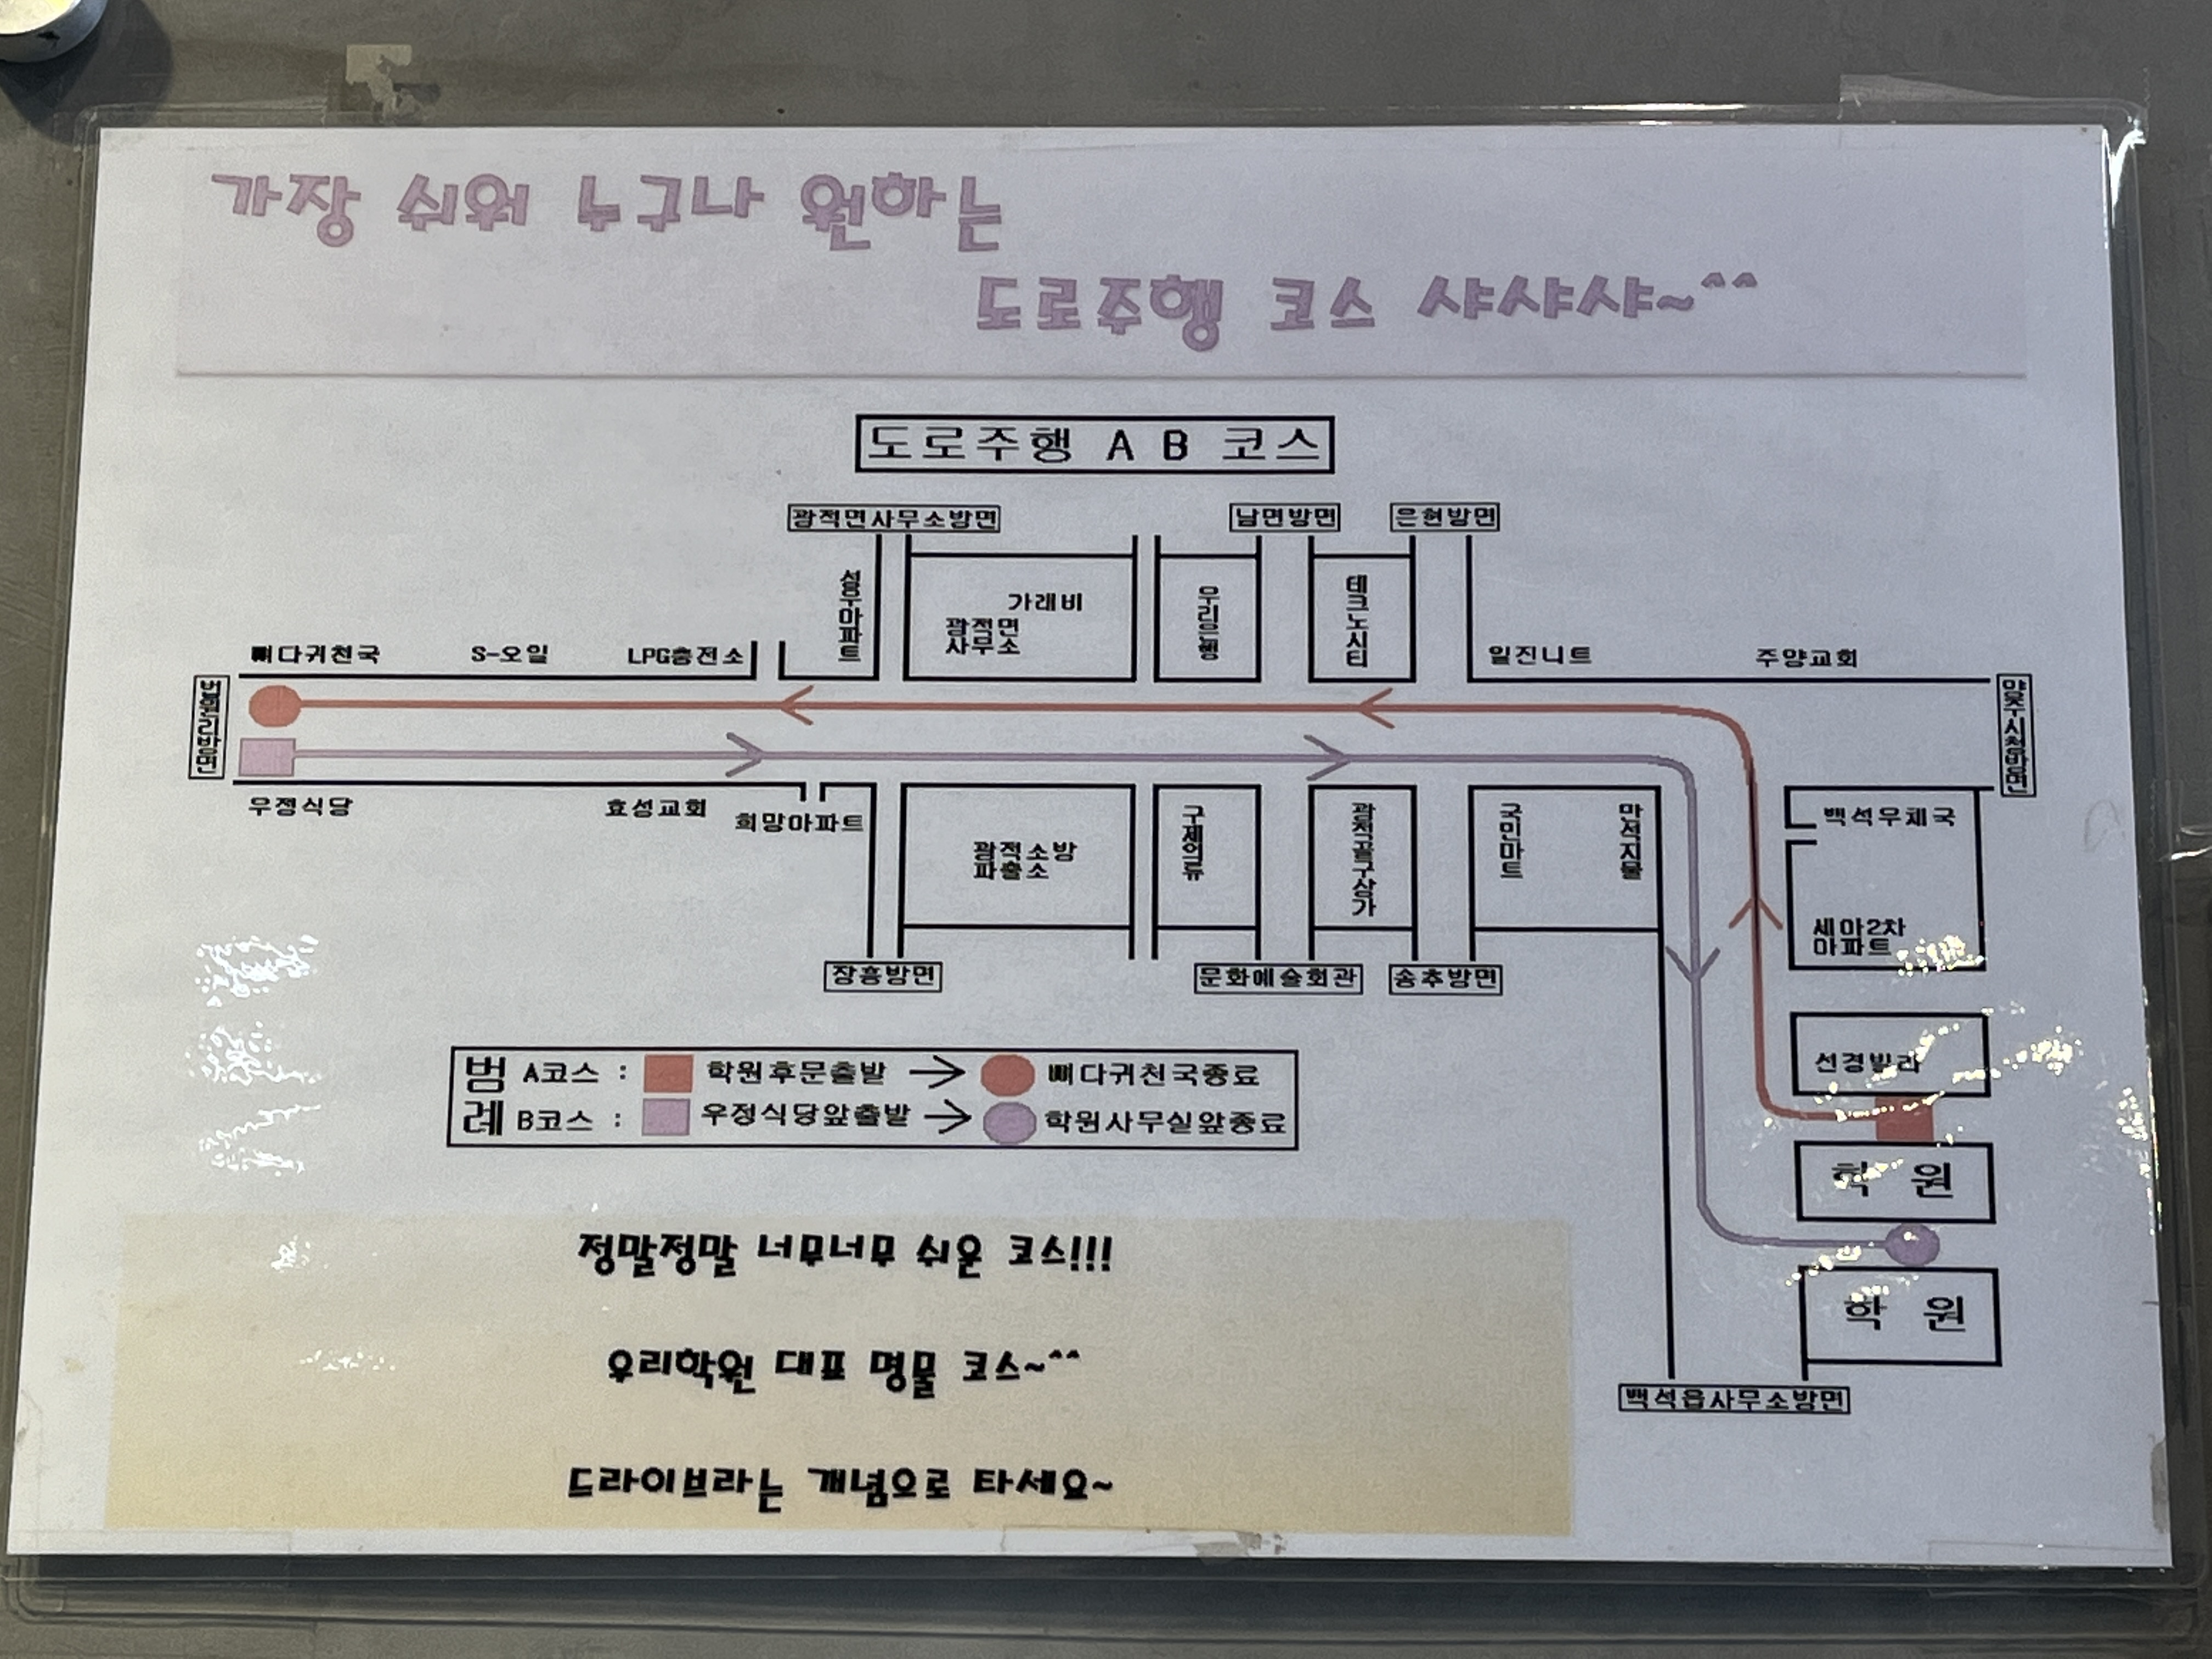 가장 쉬워 누구나 원하는
도로주행 코스 샤샤샤~^^
도로주행 A B 코스
광적면사무소방면
남면방면
은현방면
성우아파트
가래비
광적면
사무소
우리은행
테크노시티
뼈다귀천국
S-오일
LPG충전소
일진니트
주양교회
법원리방면
양주시청방면
우정식당
효성교회
희망아파트
광적소방
파출소
구제의류
광적골구상가
국민마트
만석지물
백석우체국
세아2차
아파트
장흥방면
문화예술회관
송추방면
선경빌라
범례
A코스 : 학원후문출발 → 뼈다귀천국종료
B코스 : 우정식당앞출발 → 학원사무실앞종료
학 원
학 원
백석읍사무소방면
정말정말 너무너무 쉬운 코스!!!
우리학원 대표 명물 코스~^^
드라이브라는 개념으로 타세요~